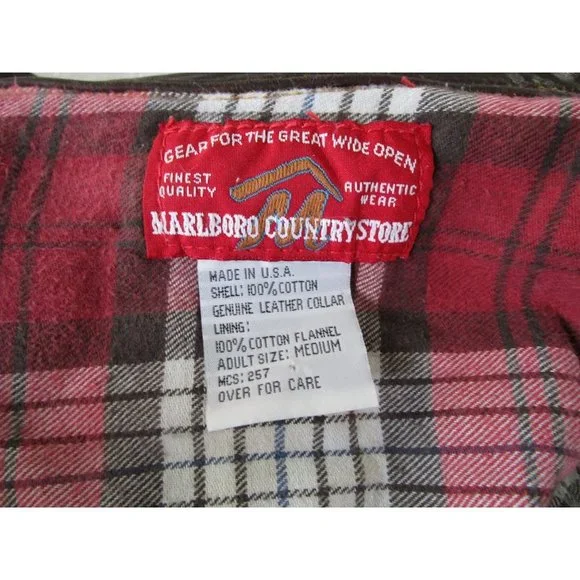 GEAR FOR THE GREAT WIDE OPEN
FINEST QUALITY
AUTHENTIC WEAR
MARLBORO COUNTRY STORE
MADE IN U.S.A.
SHELL: 100% COTTON
GENUINE LEATHER COLLAR
LINING:
100% COTTON FLANNEL
ADULT SIZE: MEDIUM
MCS: 257
OVER FOR CARE